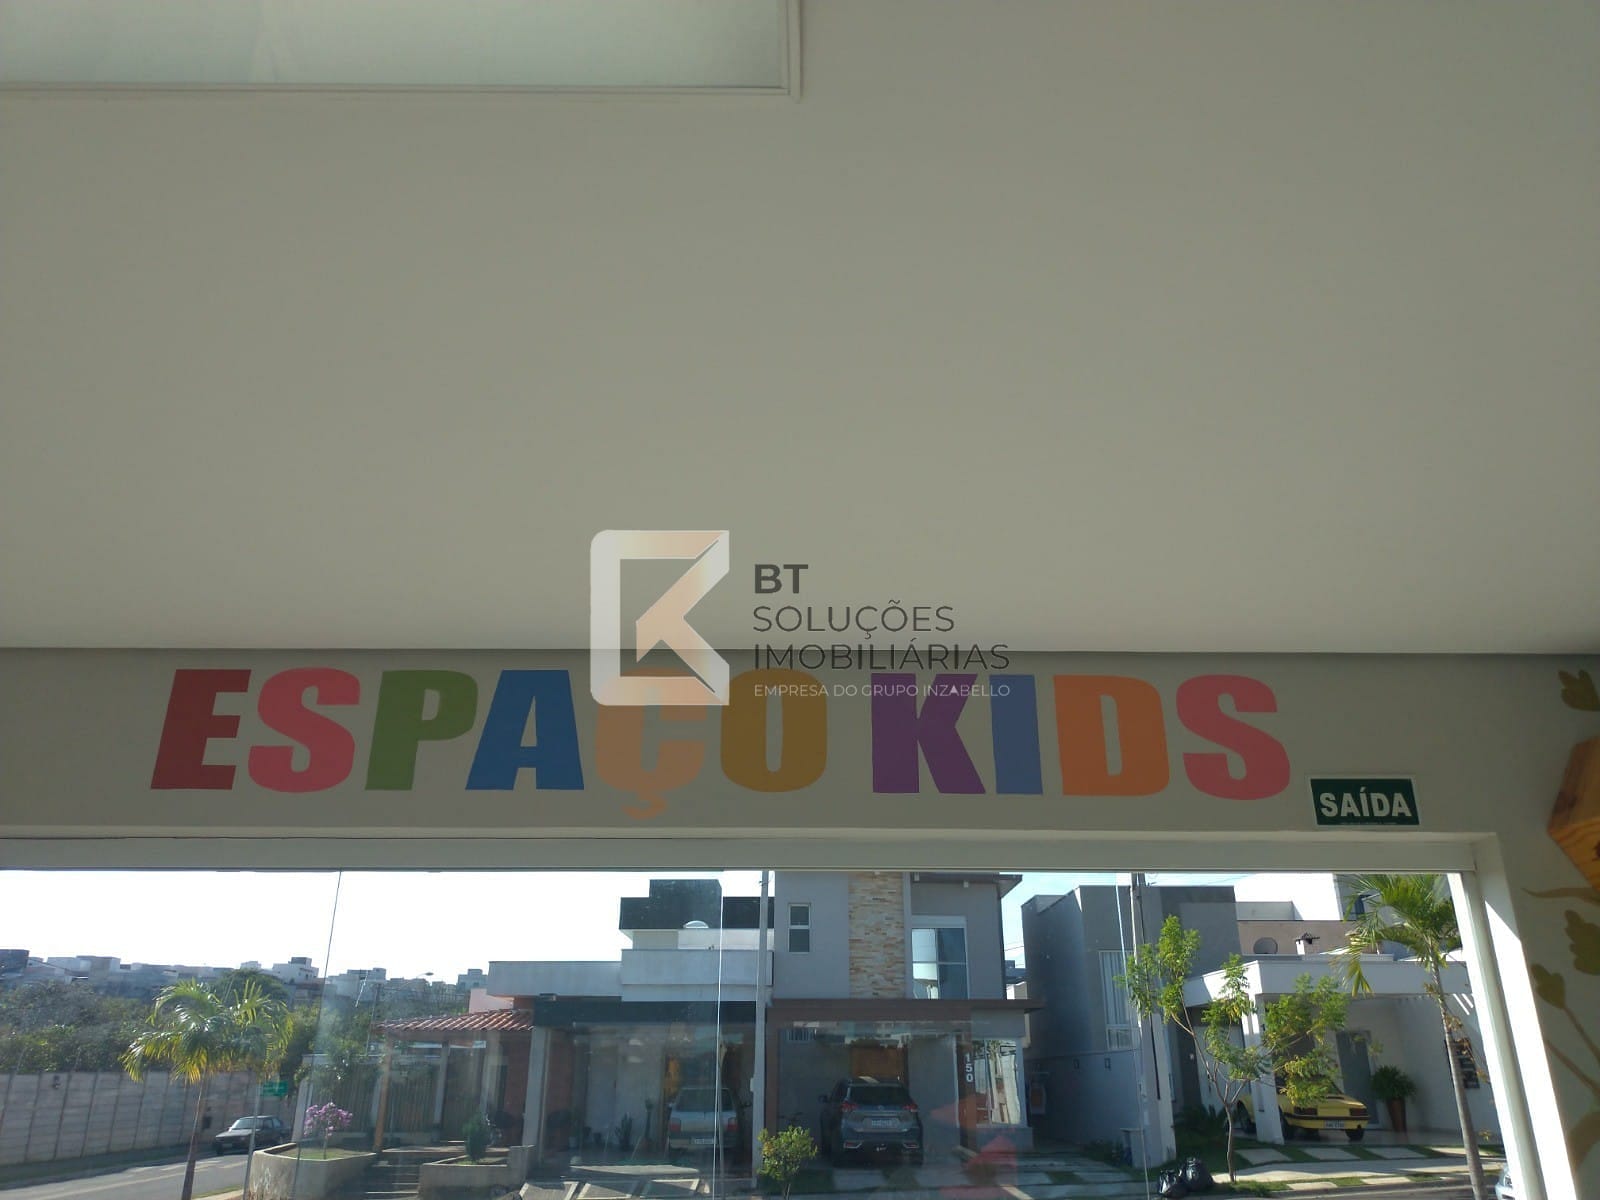 BT
SOLUÇÕES
IMOBILIÁRIAS
EMPRESA DO GRUPO INZABELLO
ESPAÇO KIDS
SAÍDA
150